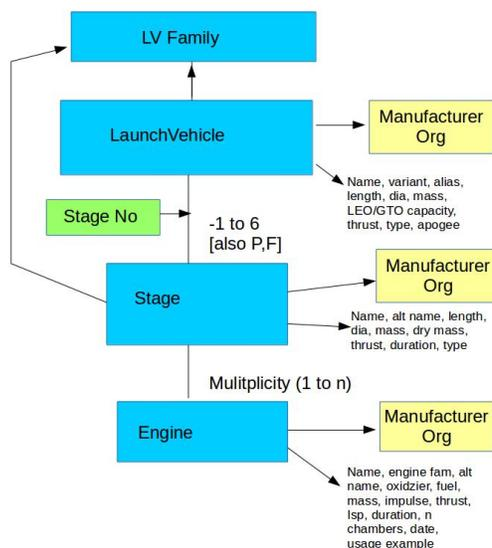 LV Family
LaunchVehicle
Manufacturer
Org
Name, variant, alias,
length, dia, mass,
LEO/GTO capacity,
thrust, type, apogee
Stage No
-1 to 6
[also P,F]
Manufacturer
Org
Stage
Name, alt name, length,
dia, mass, dry mass,
thrust, duration, type
Mulitplicity (1 to n)
Engine
Manufacturer
Org
Name, engine fam, alt
name, oxidzier, fuel,
mass, impulse, thrust,
Isp, duration, n
chambers, date,
usage example